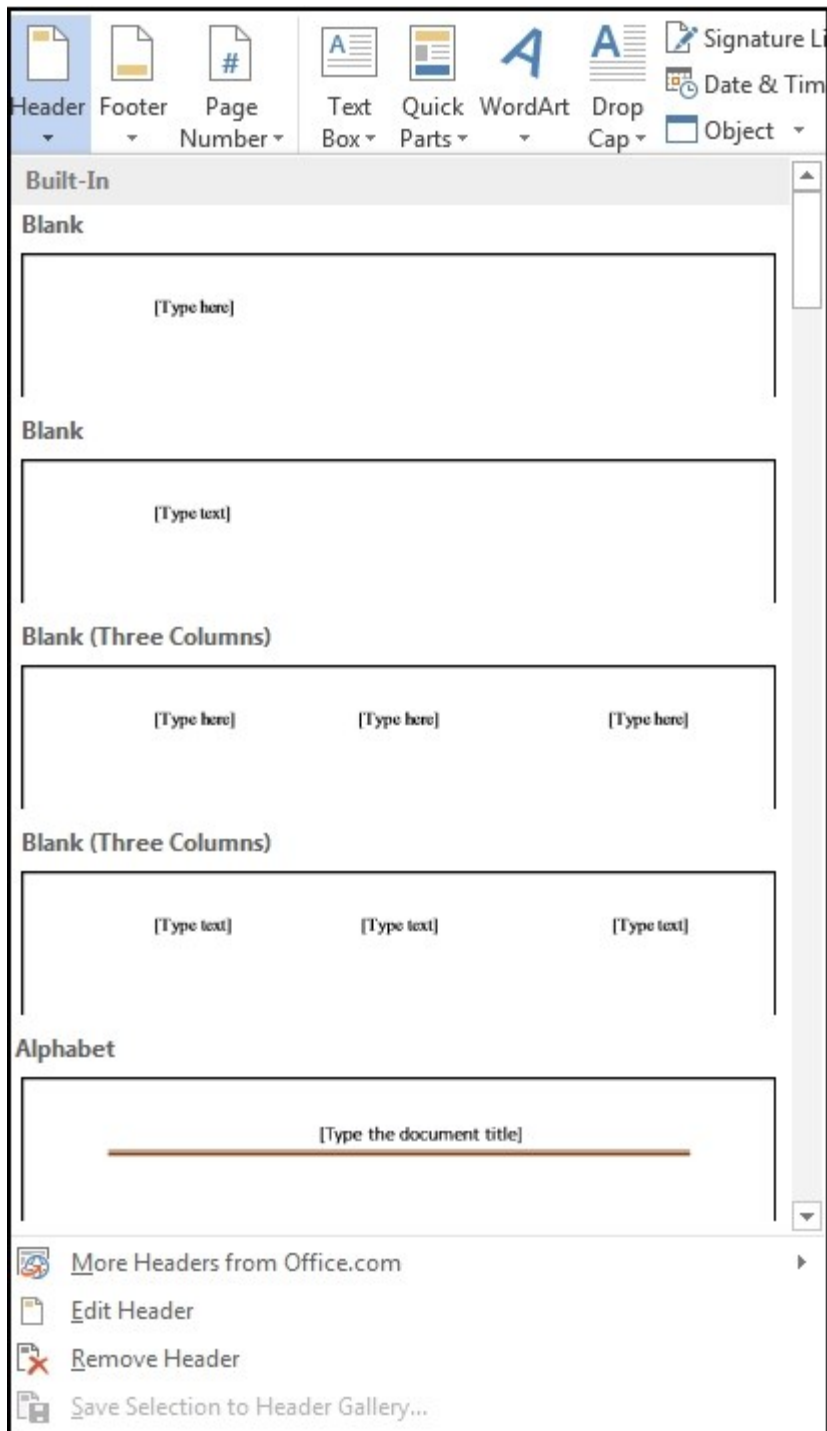 Header Footer Page Number Text Box Quick Parts WordArt Drop Cap
#
A
A
A
Signature Li
Date & Tim
Object
Built-In
Blank
[Type here]
Blank
[Type text]
Blank (Three Columns)
[Type here] [Type here] [Type here]
Blank (Three Columns)
[Type text] [Type text] [Type text]
Alphabet
[Type the document title]
More Headers from Office.com
Edit Header
Remove Header
Save Selection to Header Gallery...